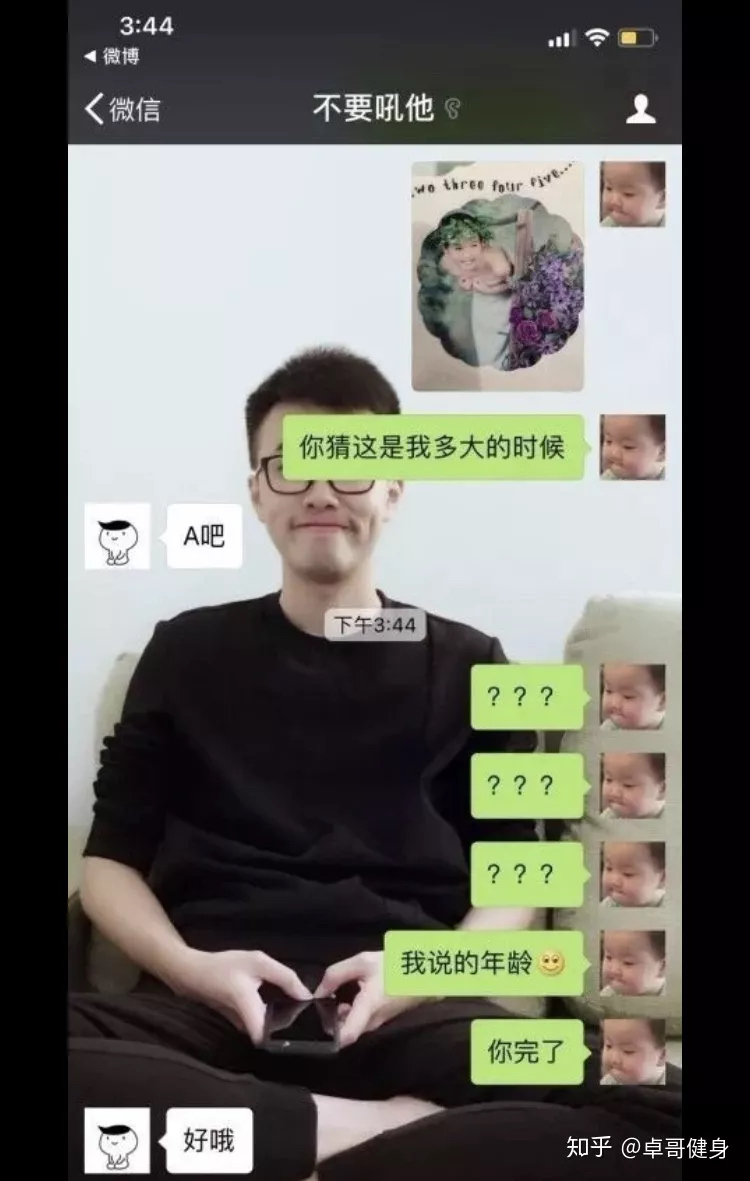 3:44
微博
微信
不要吼他
wo three four five...
你猜这是我多大的时候
A吧
下午3:44
？？？
？？？
？？？
我说的年龄
你完了
好哦
知乎 @卓哥健身